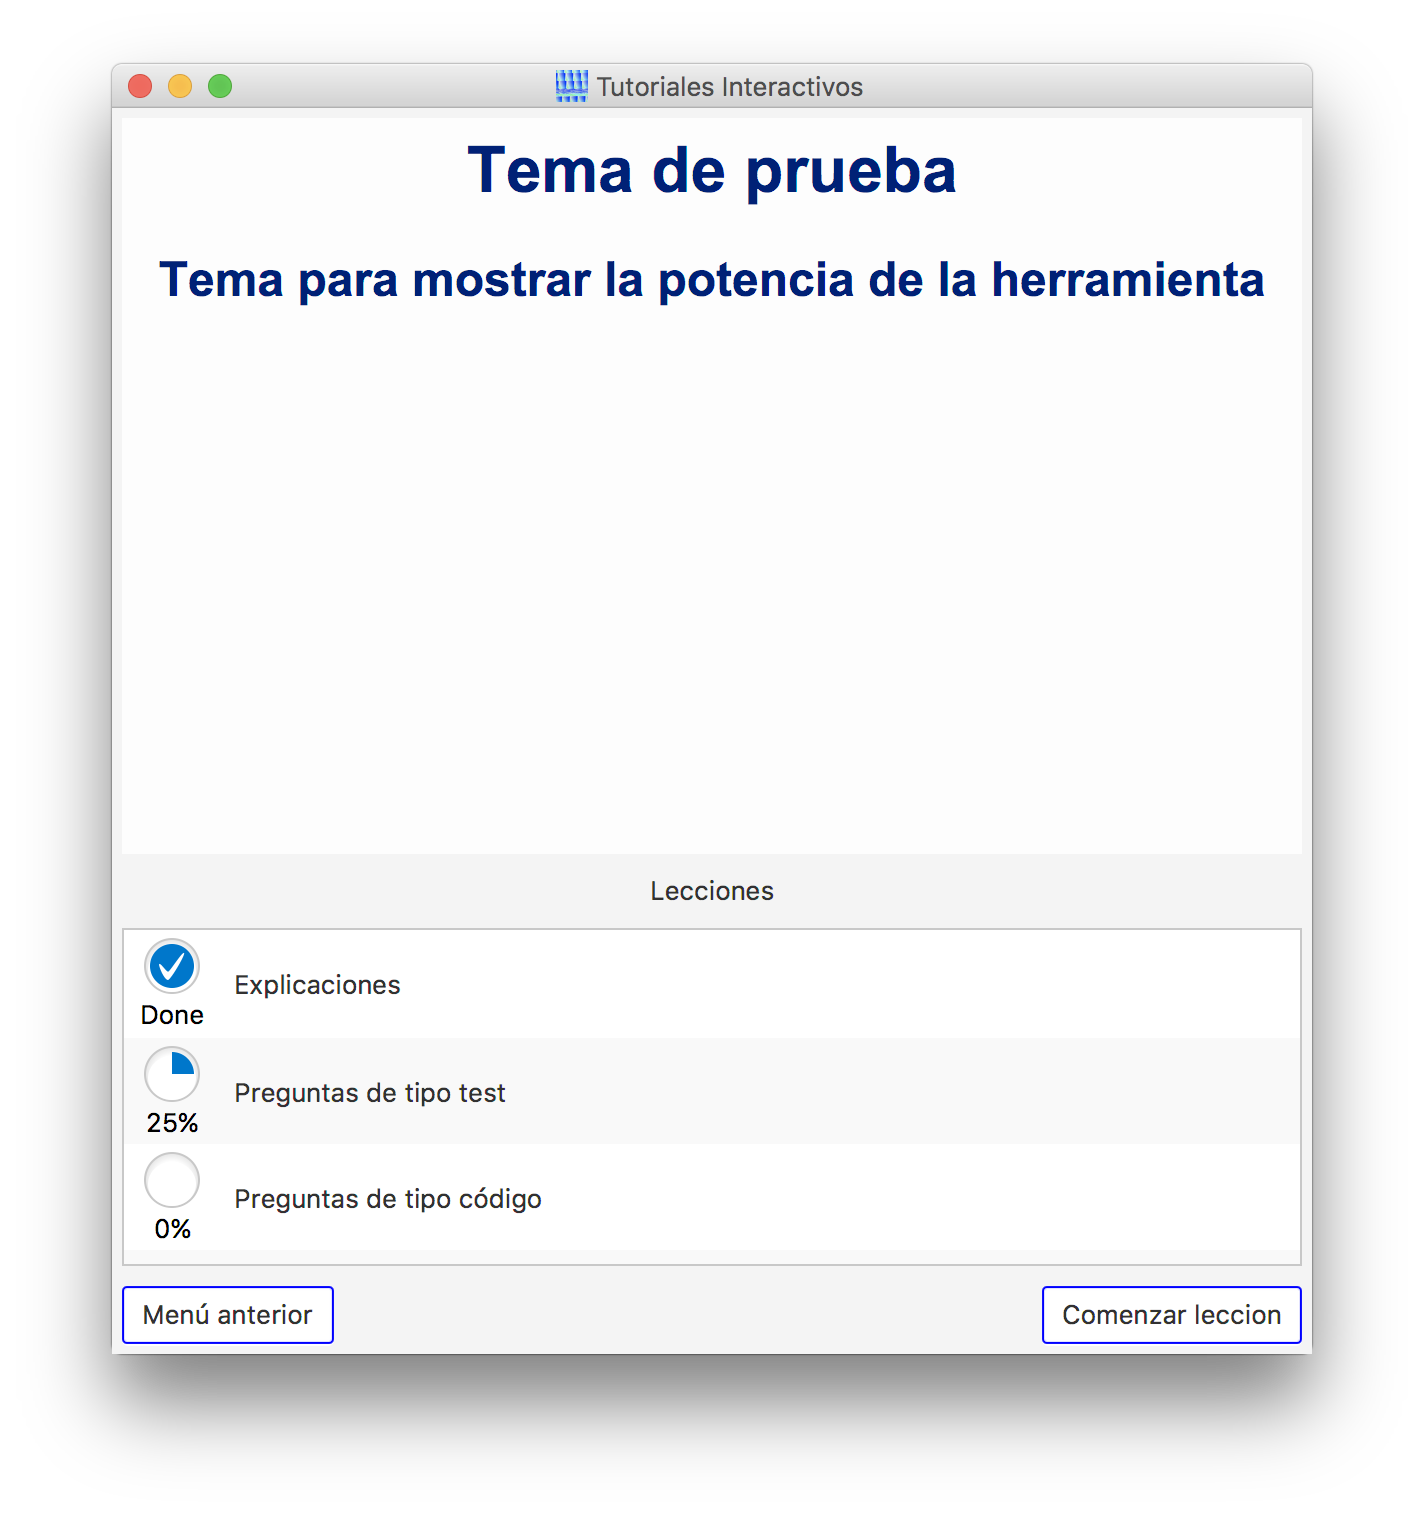 Tutoriales Interactivos
Tema de prueba
Tema para mostrar la potencia de la herramienta
Lecciones
Explicaciones
Done
Preguntas de tipo test
25%
Preguntas de tipo código
0%
Menú anterior
Comenzar leccion